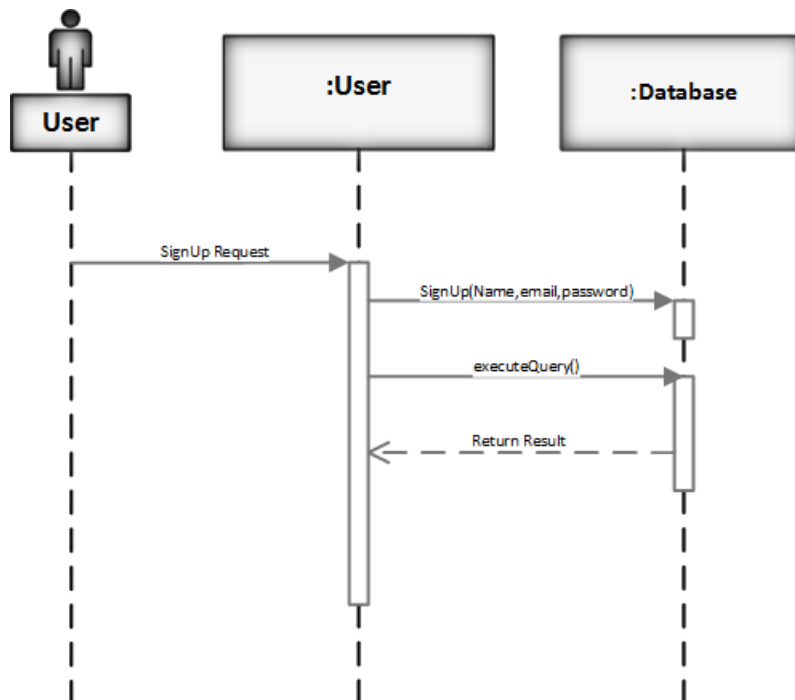 User
:User
:Database
SignUp Request
SignUp(Name,email,password)
executeQuery()
Return Result